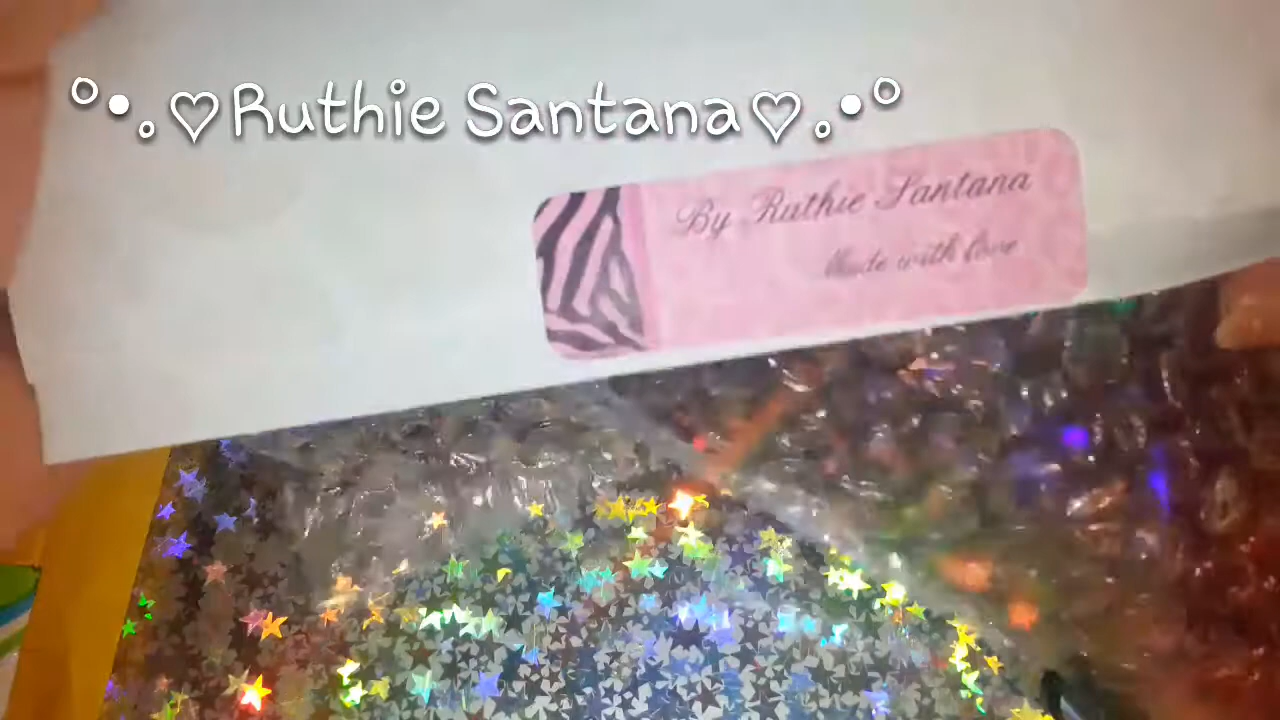 °•。♡Ruthie Santana♡。•°
By Ruthie Santana
Made with love